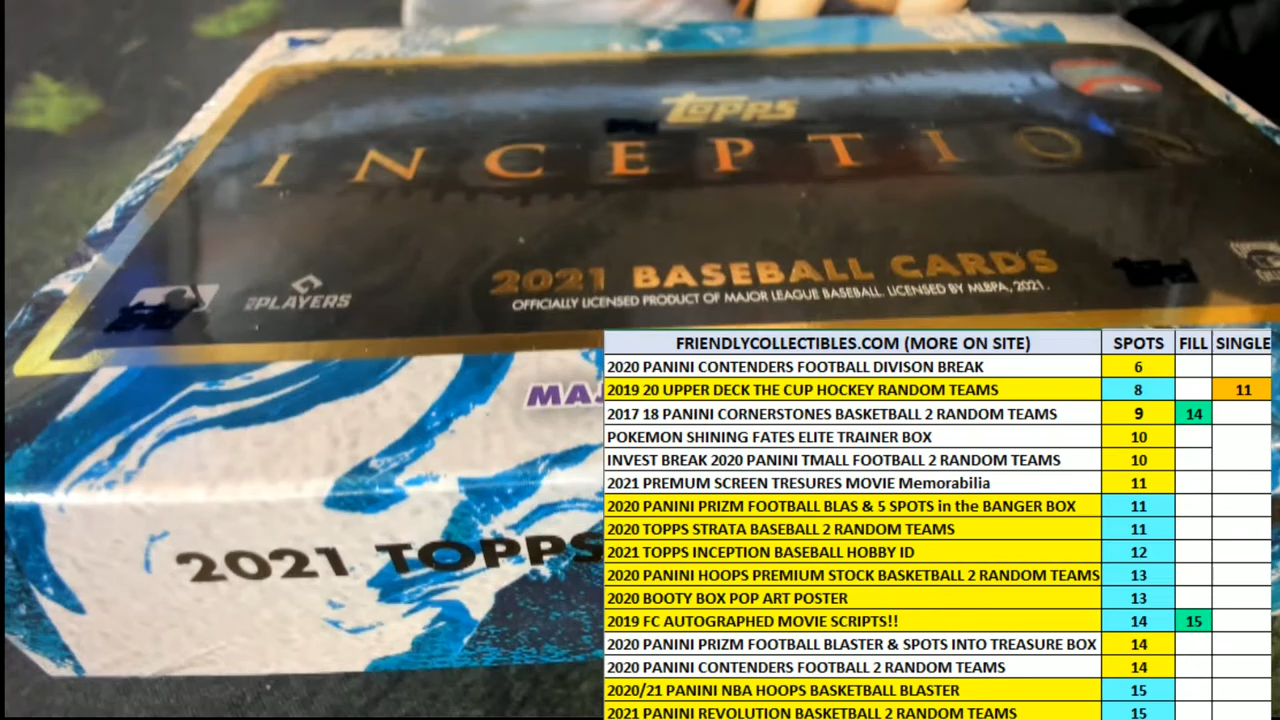 TOPPS
INCEPTIO
2021 BASEBALL CARDS
OFFICIALLY LICENSED PRODUCT OF MAJOR LEAGUE BASEBALL. LICENSED BY MLBPA, 2021.
PLAYERS
MAJ
2021 TOPPS
FRIENDLYCOLLECTIBLES.COM (MORE ON SITE) SPOTS FILL SINGLE
2020 PANINI CONTENDERS FOOTBALL DIVISON BREAK 6
2019 20 UPPER DECK THE CUP HOCKEY RANDOM TEAMS 8 11
2017 18 PANINI CORNERSTONES BASKETBALL 2 RANDOM TEAMS 9 14
POKEMON SHINING FATES ELITE TRAINER BOX 10
INVEST BREAK 2020 PANINI TMALL FOOTBALL 2 RANDOM TEAMS 10
2021 PREMUM SCREEN TRESURES MOVIE Memorabilia 11
2020 PANINI PRIZM FOOTBALL BLAS & 5 SPOTS in the BANGER BOX 11
2020 TOPPS STRATA BASEBALL 2 RANDOM TEAMS 11
2021 TOPPS INCEPTION BASEBALL HOBBY ID 12
2020 PANINI HOOPS PREMIUM STOCK BASKETBALL 2 RANDOM TEAMS 13
2020 BOOTY BOX POP ART POSTER 13
2019 FC AUTOGRAPHED MOVIE SCRIPTS!! 14 15
2020 PANINI PRIZM FOOTBALL BLASTER & SPOTS INTO TREASURE BOX 14
2020 PANINI CONTENDERS FOOTBALL 2 RANDOM TEAMS 14
2020/21 PANINI NBA HOOPS BASKETBALL BLASTER 15
2021 PANINI REVOLUTION BASKETBALL 2 RANDOM TEAMS 15